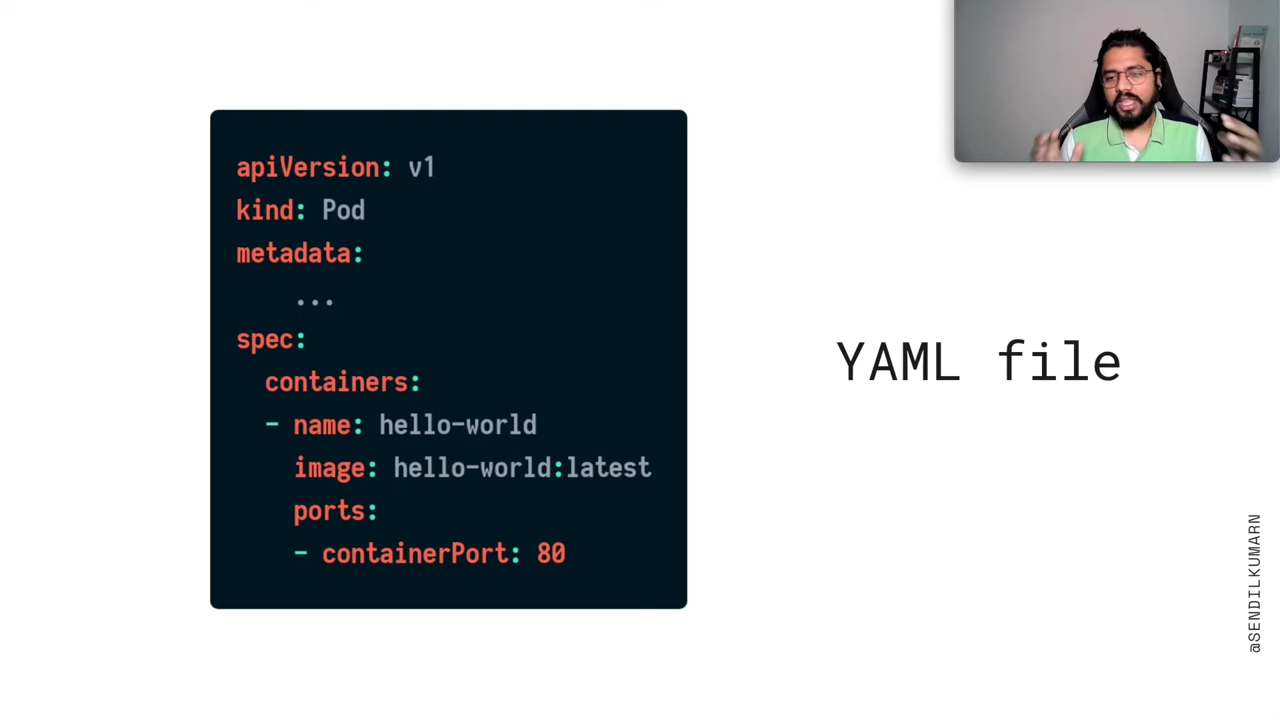 apiVersion: v1
kind: Pod
metadata:
...
spec:
containers:
- name: hello-world
image: hello-world:latest
ports:
- containerPort: 80
YAML file
@SENDILKUMARN